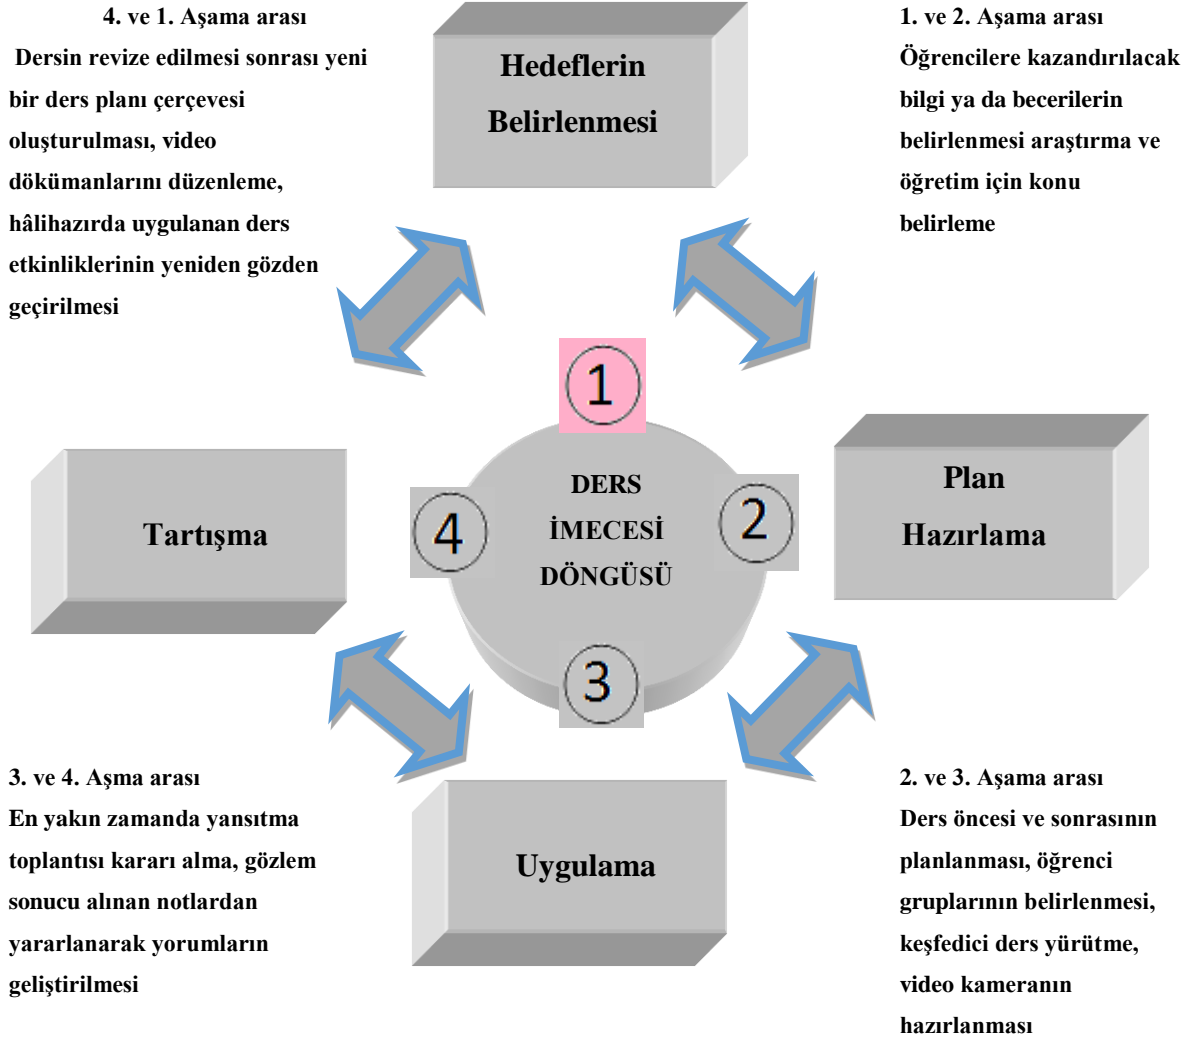 4. ve 1. Aşama arası
Dersin revize edilmesi sonrası yeni
bir ders planı çerçevesi
oluşturulması, video
dökümanlarını düzenleme,
hâlihazırda uygulanan ders
etkinliklerinin yeniden gözden
geçirilmesi
Hedeflerin
Belirlenmesi
1. ve 2. Aşama arası
Öğrencilere kazandırılacak
bilgi ya da becerilerin
belirlenmesi araştırma ve
öğretim için konu
belirleme
1
Tartışma
4
DERS
İMECESİ
DÖNGÜSÜ
2
Plan
Hazırlama
3
3. ve 4. Aşma arası
En yakın zamanda yansıtma
toplantısı kararı alma, gözlem
sonucu alınan notlardan
yararlanarak yorumların
geliştirilmesi
Uygulama
2. ve 3. Aşama arası
Ders öncesi ve sonrasının
planlanması, öğrenci
gruplarının belirlenmesi,
keşfedici ders yürütme,
video kameranın
hazırlanması